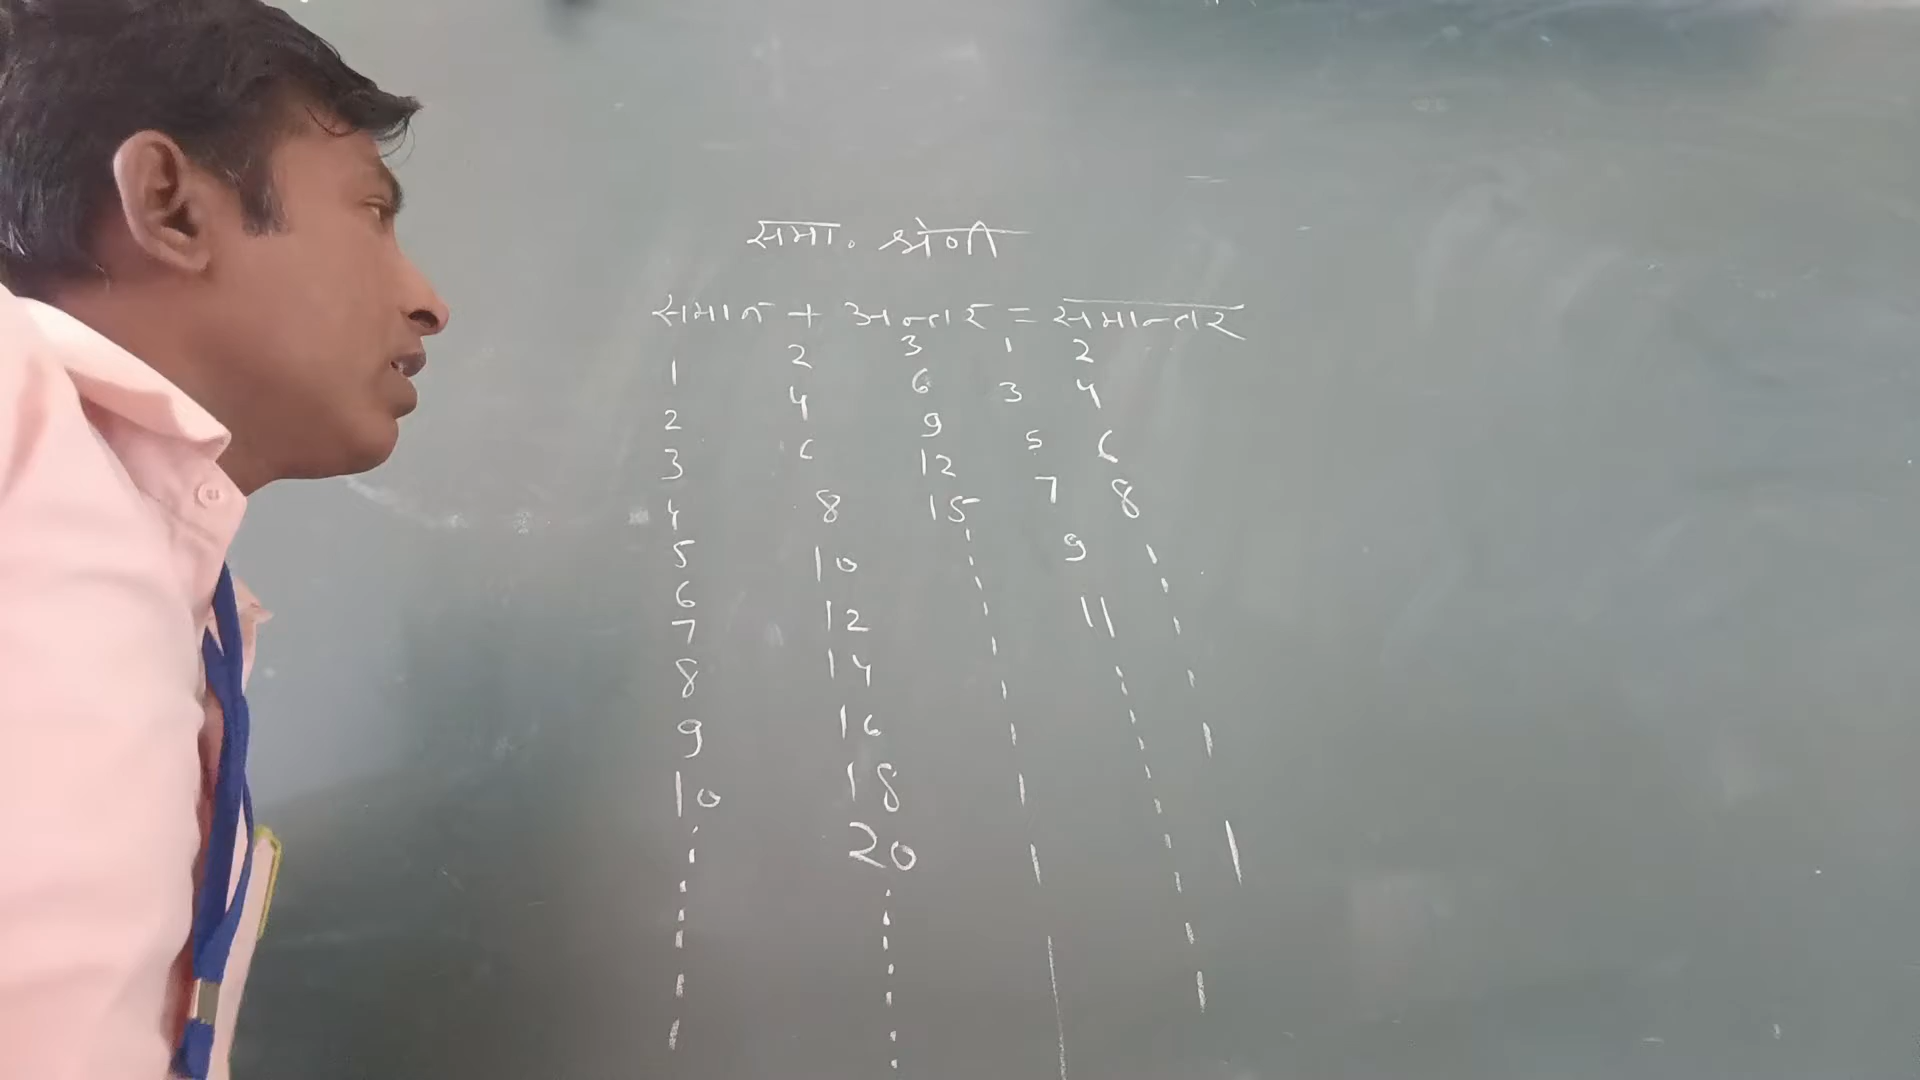 समा. श्रेणी
समान + अन्तर = समान्तर
1 2 3 1 2
2 4 6 3 4
3 6 9 5 6
4 8 12 7 8
5 10 15 9
6 12 11
7 14
8 16
9 18
10 20